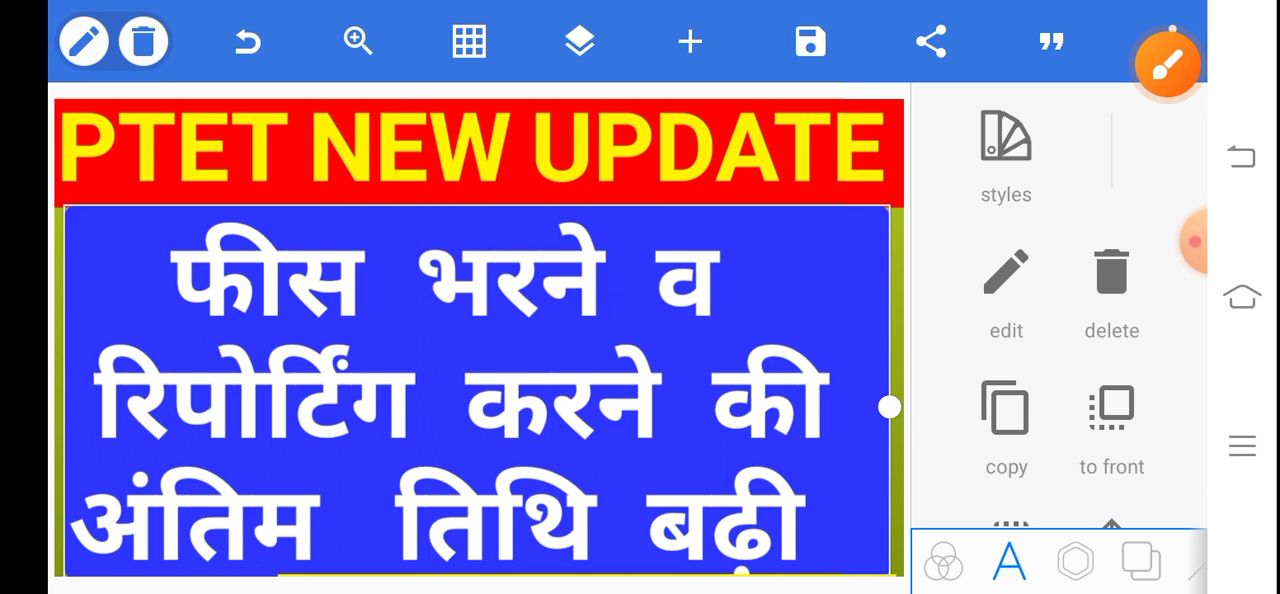 PTET NEW UPDATE
फीस भरने व
रिपोर्टिंग करने की
अंतिम तिथि बढ़ी
styles
edit
delete
copy
to front